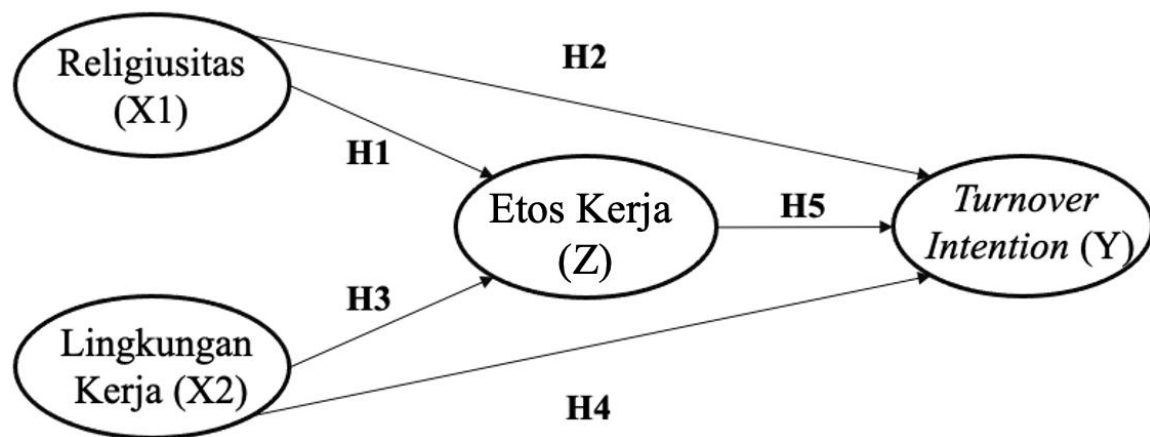 Religiusitas
(X1)
H2
H1
Etos Kerja
(Z)
H5
Turnover
Intention (Y)
H3
Lingkungan
Kerja (X2)
H4